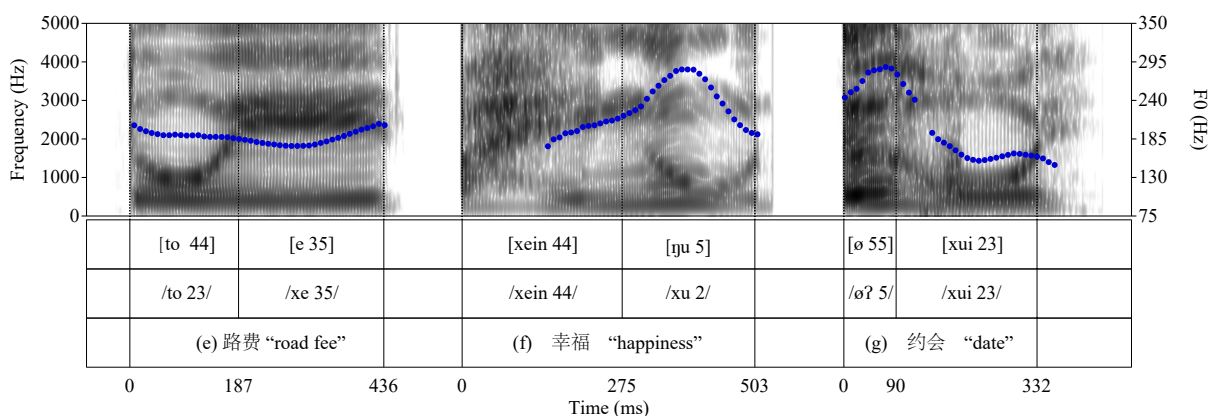 5000
4000
3000
2000
1000
0
Frequency (Hz)
350
295
240
185
130
75
F0 (Hz)
[to 44] [e 35] [xein 44] [ŋu 5] [ø 55] [xui 23]
/to 23/ /xe 35/ /xein 44/ /xu 2/ /øʔ 5/ /xui 23/
(e) 路费 “road fee” (f) 幸福 “happiness” (g) 约会 “date”
0 187 436 0 275 503 0 90 332
Time (ms)